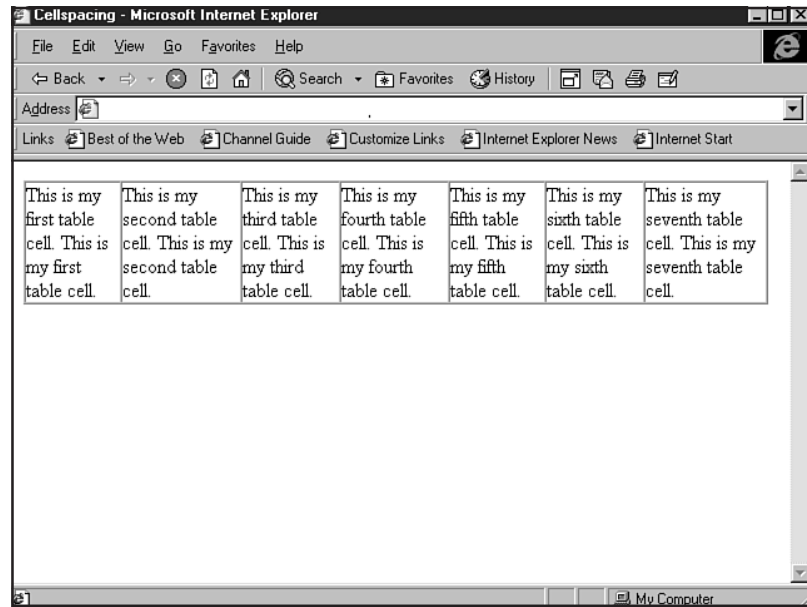 Cellspacing - Microsoft Internet Explorer
File Edit View Go Favorites Help
Back Search Favorites History
Address
Links Best of the Web Channel Guide Customize Links Internet Explorer News Internet Start
This is my first table cell. This is my first table cell.
This is my second table cell. This is my second table cell.
This is my third table cell. This is my third table cell.
This is my fourth table cell. This is my fourth table cell.
This is my fifth table cell. This is my fifth table cell.
This is my sixth table cell. This is my sixth table cell.
This is my seventh table cell. This is my seventh table cell.
My Computer